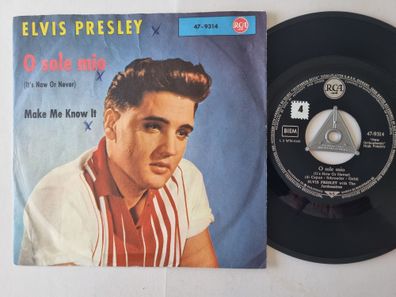 ELVIS PRESLEY
47-9314
RCA
O sole mio
(It's Now Or Never)
Make Me Know It
RCA
4
BIEM
47-9314
O sole mio
(It's Now Or Never)
ELVIS PRESLEY with The
Jordanaires